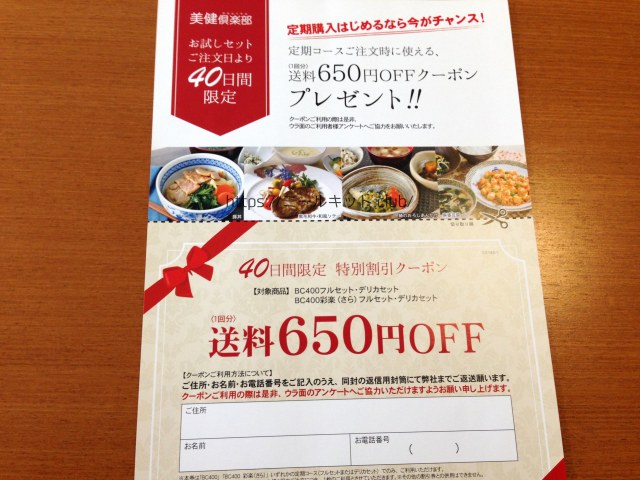 美健倶楽部
お試しセット
ご注文日より
40日間
限定
定期購入はじめるなら今がチャンス!
定期コースご注文時に使える、
〈1回分〉
送料650円OFFクーポン
プレゼント!!
クーポンご利用の際は是非、
ウラ面のご利用者様アンケートへご協力をお願いいたします。
40日間限定 特別割引クーポン
【対象商品】 BC400フルセット・デリカセット
BC400彩楽(さら)フルセット・デリカセット
〈1回分〉
送料650円OFF
【クーポンご利用方法について】
ご住所・お名前・お電話番号をご記入のうえ、同封の返信用封筒にて弊社までご返送願います。
クーポンご利用の際は是非、ウラ面のアンケートへご協力いただけますようお願い申し上げます。
ご住所
お名前
お電話番号
( )